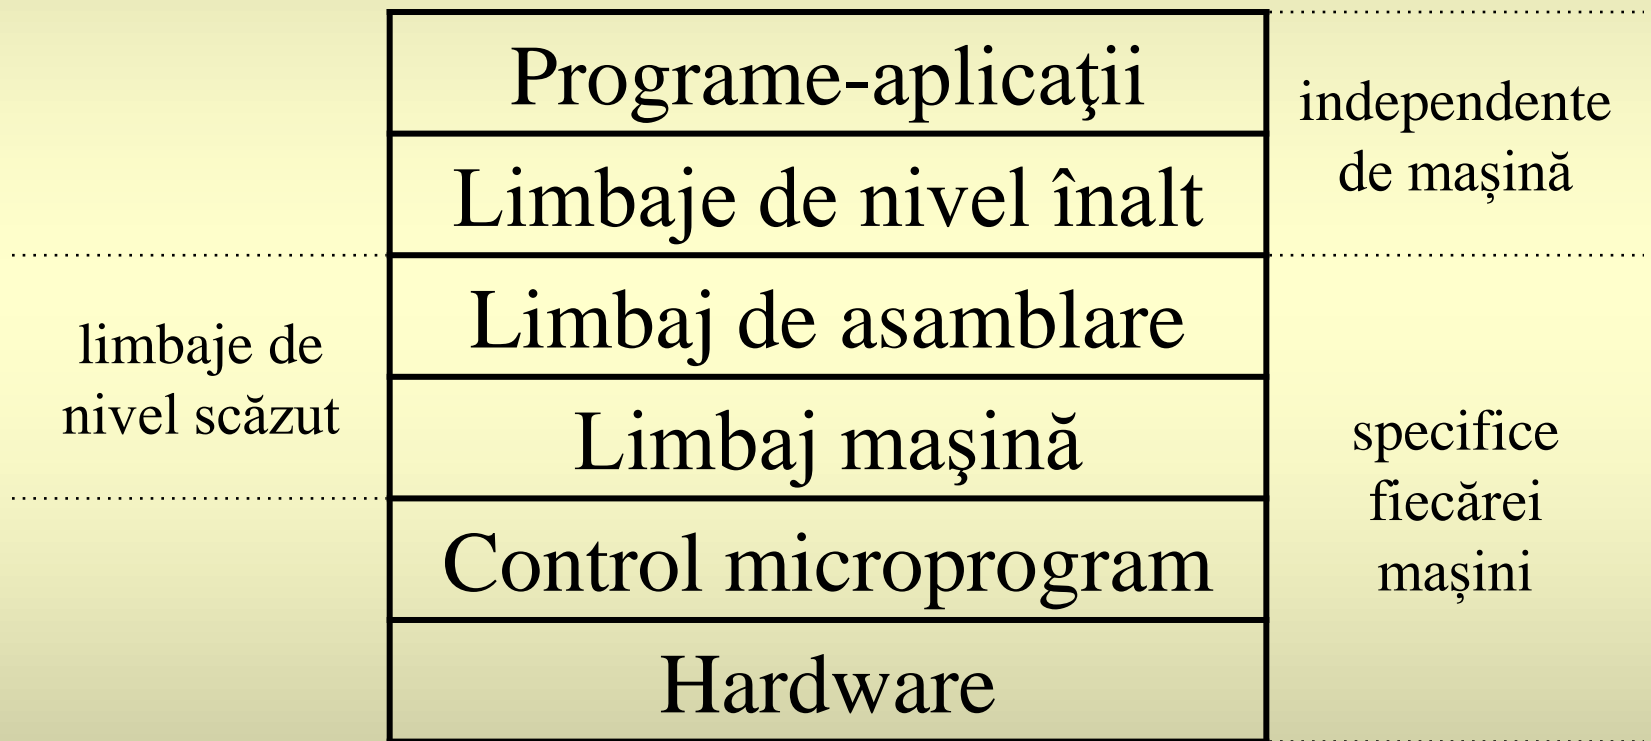 Programe-aplicaţii
Limbaje de nivel înalt
Limbaj de asamblare
Limbaj maşină
Control microprogram
Hardware
limbaje de
nivel scăzut
independente
de mașină
specifice
fiecărei
mașini